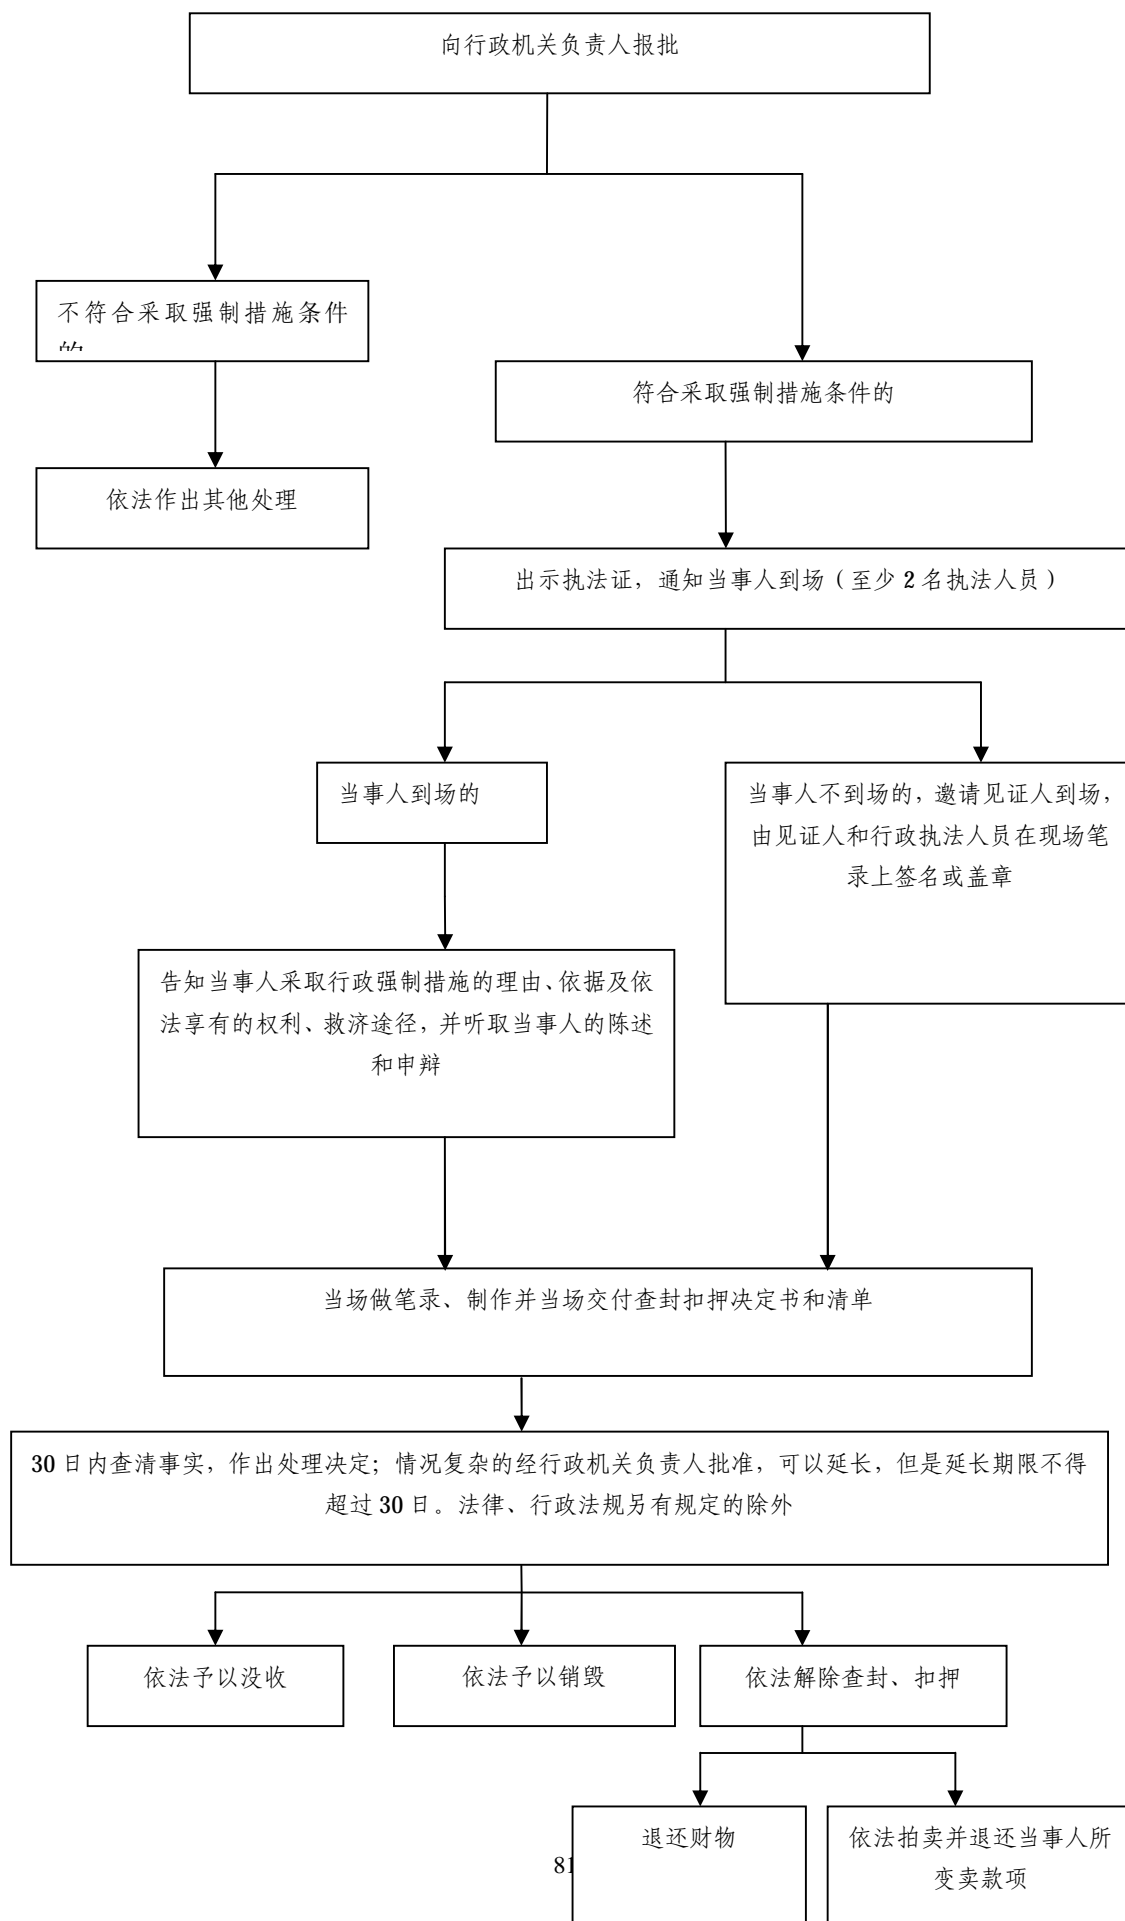 向行政机关负责人报批
不符合采取强制措施条件
的
符合采取强制措施条件的
依法作出其他处理
出示执法证，通知当事人到场（至少 2 名执法人员）
当事人到场的
当事人不到场的，邀请见证人到场，
由见证人和行政执法人员在现场笔
录上签名或盖章
告知当事人采取行政强制措施的理由、依据及依
法享有的权利、救济途径，并听取当事人的陈述
和申辩
当场做笔录、制作并当场交付查封扣押决定书和清单
30 日内查清事实，作出处理决定；情况复杂的经行政机关负责人批准，可以延长，但是延长期限不得
超过 30 日。法律、行政法规另有规定的除外
依法予以没收
依法予以销毁
依法解除查封、扣押
退还财物
依法拍卖并退还当事人所
变卖款项
81